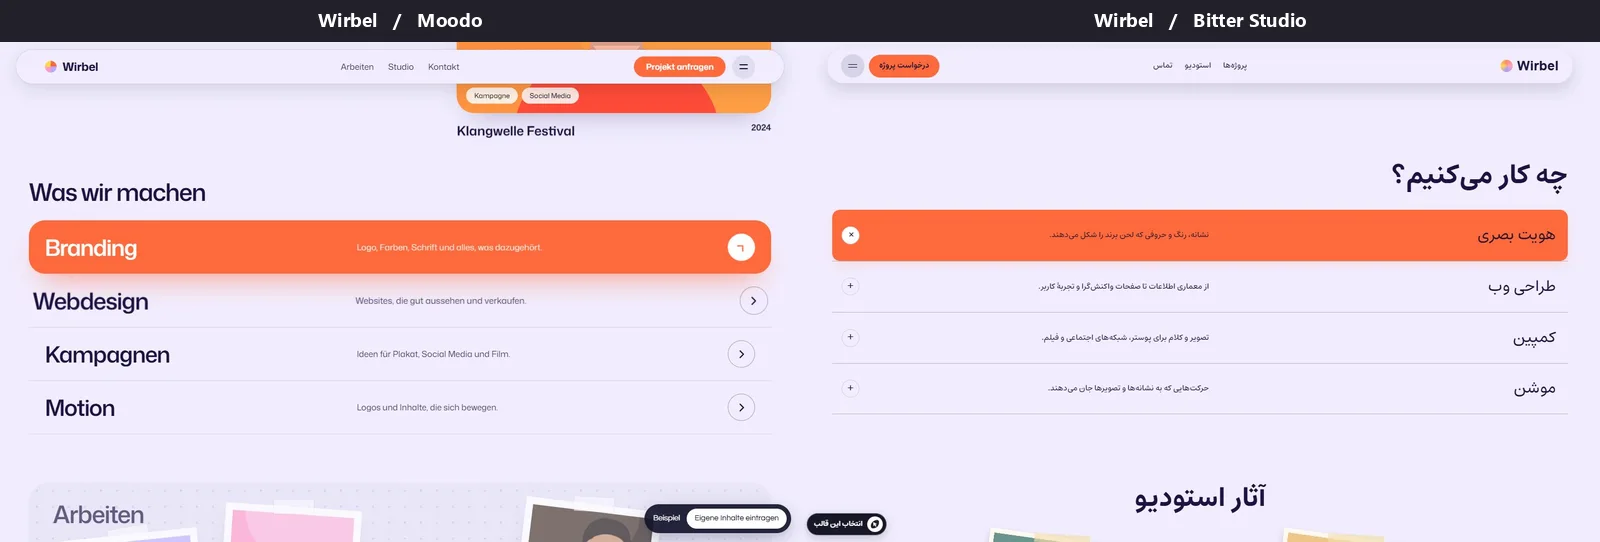 Wirbel / Moodo
Wirbel
Arbeiten Studio Kontakt
Projekt anfragen
Kampagne Social Media
Klangwelle Festival 2024
Was wir machen
Branding Logo, Farben, Schrift und alles, was dazugehört.
Webdesign Websites, die gut aussehen und verkaufen.
Kampagnen Ideen für Plakat, Social Media und Film.
Motion Logos und Inhalte, die sich bewegen.
Arbeiten
Beispiel Eigene Inhalte eintragen
Wirbel / Bitter Studio
Wirbel
پروژه‌ها استودیو تماس
درخواست پروژه
چه کار می‌کنیم؟
هویت بصری نشانه، رنگ و حروفی که لحن برند را شکل می‌دهند.
طراحی وب از معماری اطلاعات تا صفحات واکنش‌گرا و تجربهٔ کاربر.
کمپین تصویر و کلام برای پوستر، شبکه‌های اجتماعی و فیلم.
موشن حرکت‌هایی که به نشانه‌ها و تصویرها جان می‌دهند.
آثار استودیو
انتخاب این قالب